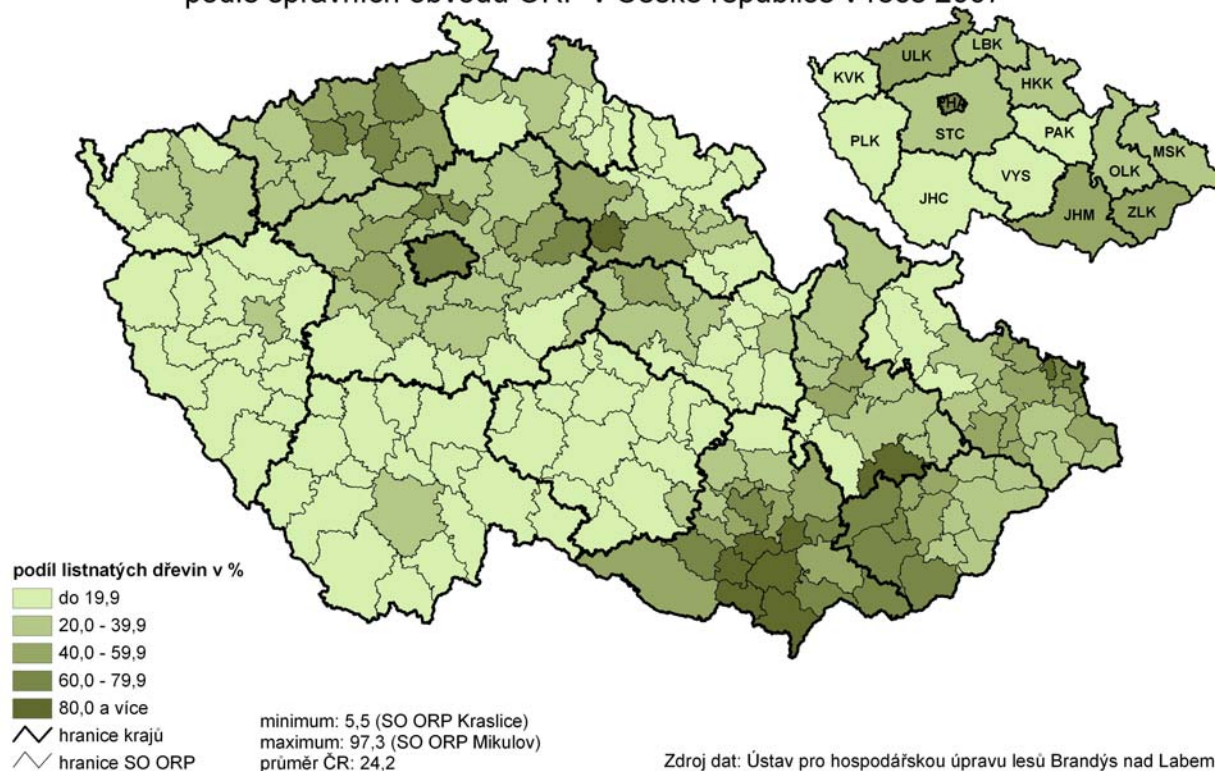 podle správních obvodů ORP v České republice v roce 2007
ULK
LBK
KVK
HKK
PHA
STC
PAK
PLK
MSK
VYS
OLK
JHC
JHM
ZLK
podíl listnatých dřevin v %
do 19,9
20,0 - 39,9
40,0 - 59,9
60,0 - 79,9
80,0 a více
hranice krajů
hranice SO ORP
minimum: 5,5 (SO ORP Kraslice)
maximum: 97,3 (SO ORP Mikulov)
průměr ČR: 24,2
Zdroj dat: Ústav pro hospodářskou úpravu lesů Brandýs nad Labem